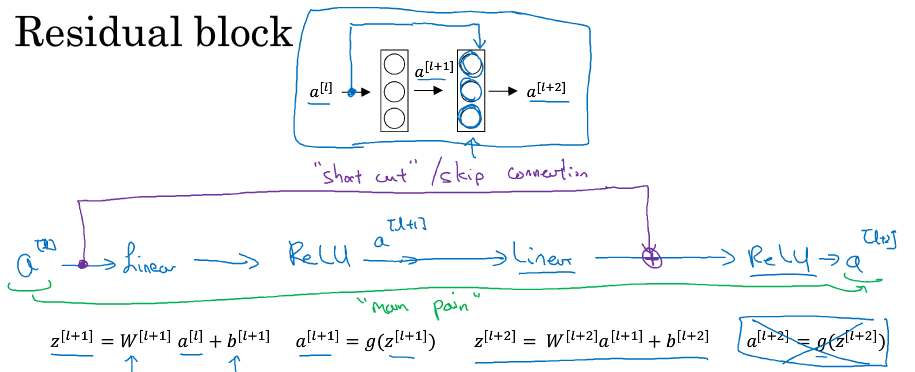 Residual block
a^[l] a^[l+1] a^[l+2]
"short cut" / skip connection
a^[l] → Linear → ReLU a^[l+1] → Linear → ⊕ → ReLU → a^[l+2]
"main path"
z^[l+1] = W^[l+1] a^[l] + b^[l+1] a^[l+1] = g(z^[l+1]) z^[l+2] = W^[l+2]a^[l+1] + b^[l+2] a^[l+2] = g(z^[l+2])